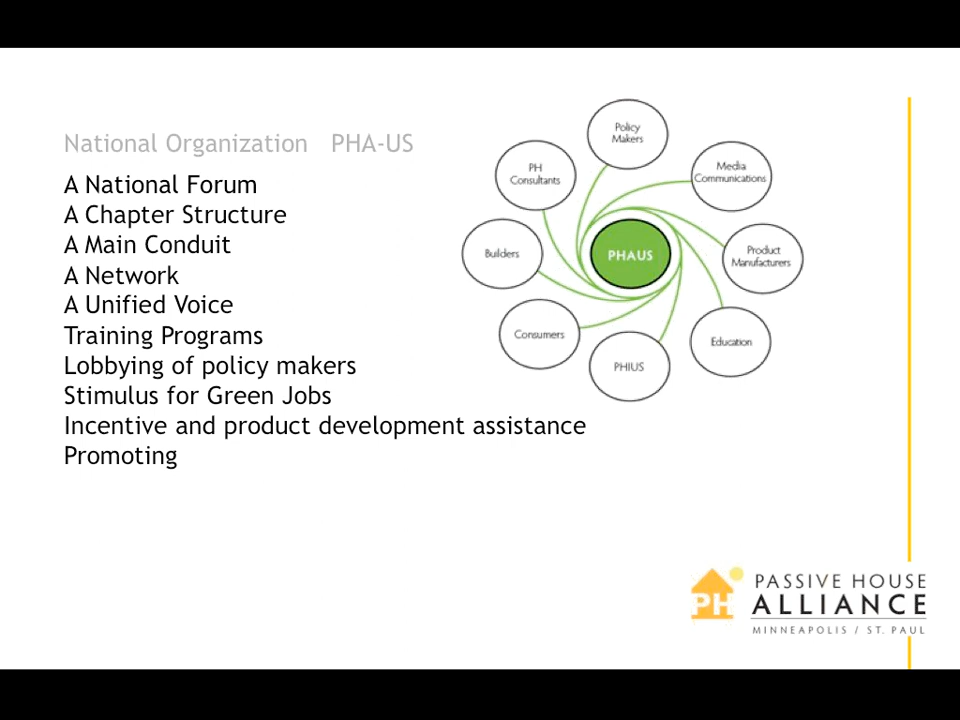 National Organization PHA-US
A National Forum
A Chapter Structure
A Main Conduit
A Network
A Unified Voice
Training Programs
Lobbying of policy makers
Stimulus for Green Jobs
Incentive and product development assistance
Promoting
Policy
Makers
Media
Communications
Product
Manufacturers
Education
PHIUS
Consumers
Builders
PH
Consultants
PHAUS
PH
PASSIVE HOUSE
ALLIANCE
MINNEAPOLIS / ST. PAUL